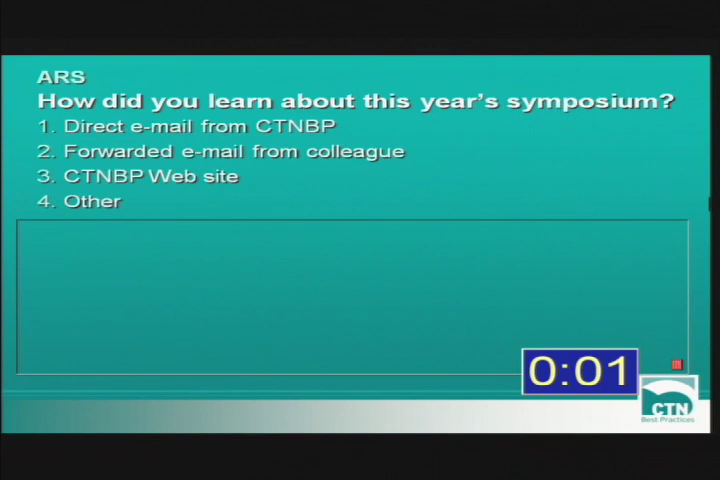 ARS
How did you learn about this year's symposium?
1. Direct e-mail from CTNBP
2. Forwarded e-mail from colleague
3. CTNBP Web site
4. Other
0:01
CTN
Best Practices